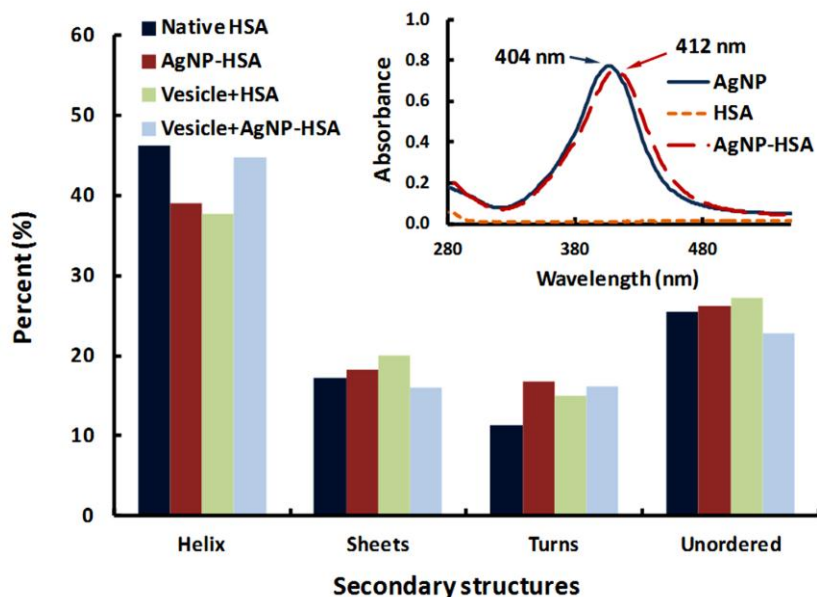 Native HSA
AgNP-HSA
Vesicle+HSA
Vesicle+AgNP-HSA
60
50
40
30
20
10
0
Percent (%)
Helix
Sheets
Turns
Unordered
Secondary structures
1.0
0.8
0.6
0.4
0.2
0.0
Absorbance
404 nm
412 nm
AgNP
HSA
AgNP-HSA
280
380
480
Wavelength (nm)